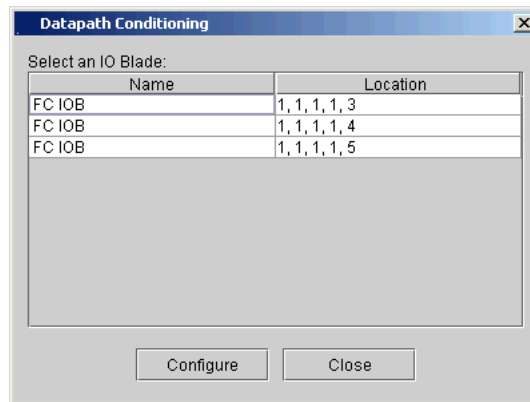 Datapath Conditioning
Select an IO Blade:
Name Location
FC IOB 1, 1, 1, 1, 3
FC IOB 1, 1, 1, 1, 4
FC IOB 1, 1, 1, 1, 5
Configure Close